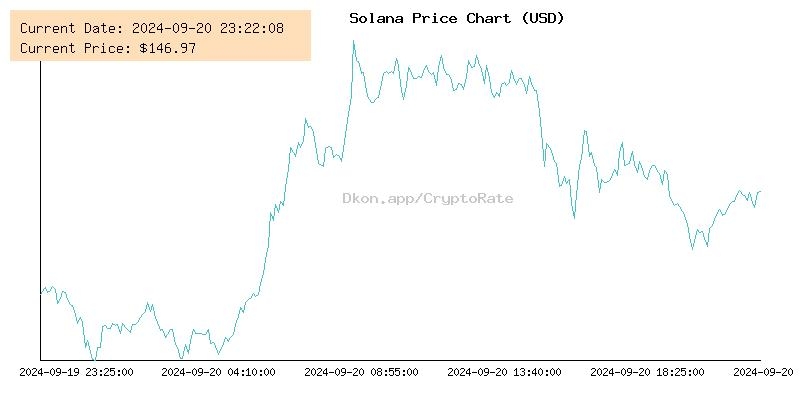 Solana Price Chart (USD)
Current Date: 2024-09-20 23:22:08
Current Price: $146.97
Dkon.app/CryptoRate
2024-09-19 23:25:00
2024-09-20 04:10:00
2024-09-20 08:55:00
2024-09-20 13:40:00
2024-09-20 18:25:00
2024-09-20